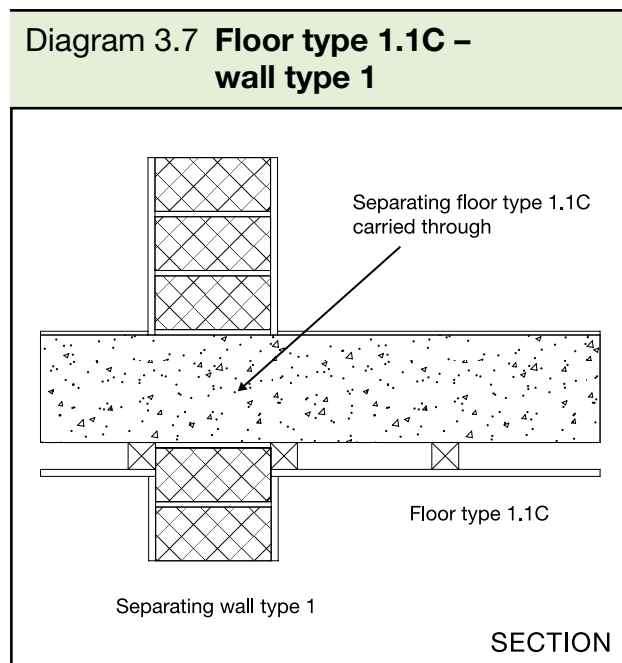 Diagram 3.7 Floor type 1.1C –
wall type 1
Separating floor type 1.1C
carried through
Floor type 1.1C
Separating wall type 1
SECTION